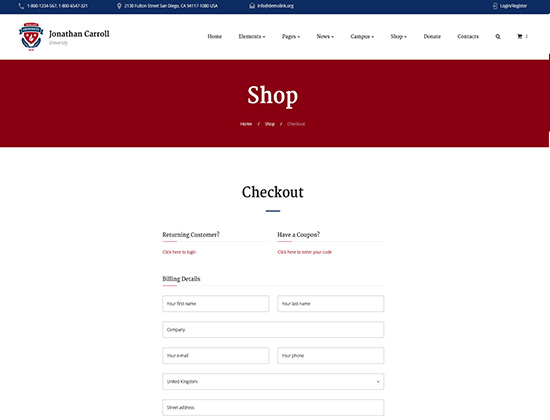 1-800-1234-567, 1-800-6547-321 2130 Fulton Street San Diego, CA 94117-1080 USA info@demolink.org Login/Register
Jonathan Carroll
University
Home Elements Pages News Campus Shop Donate Contacts 2
Shop
Home / Shop / Checkout
Checkout
Returning Customer? Have a Coupon?
Click here to login Click here to enter your code
Billing Details
Your first name Your last name
Company
Your e-mail Your phone
United Kingdom
Street address